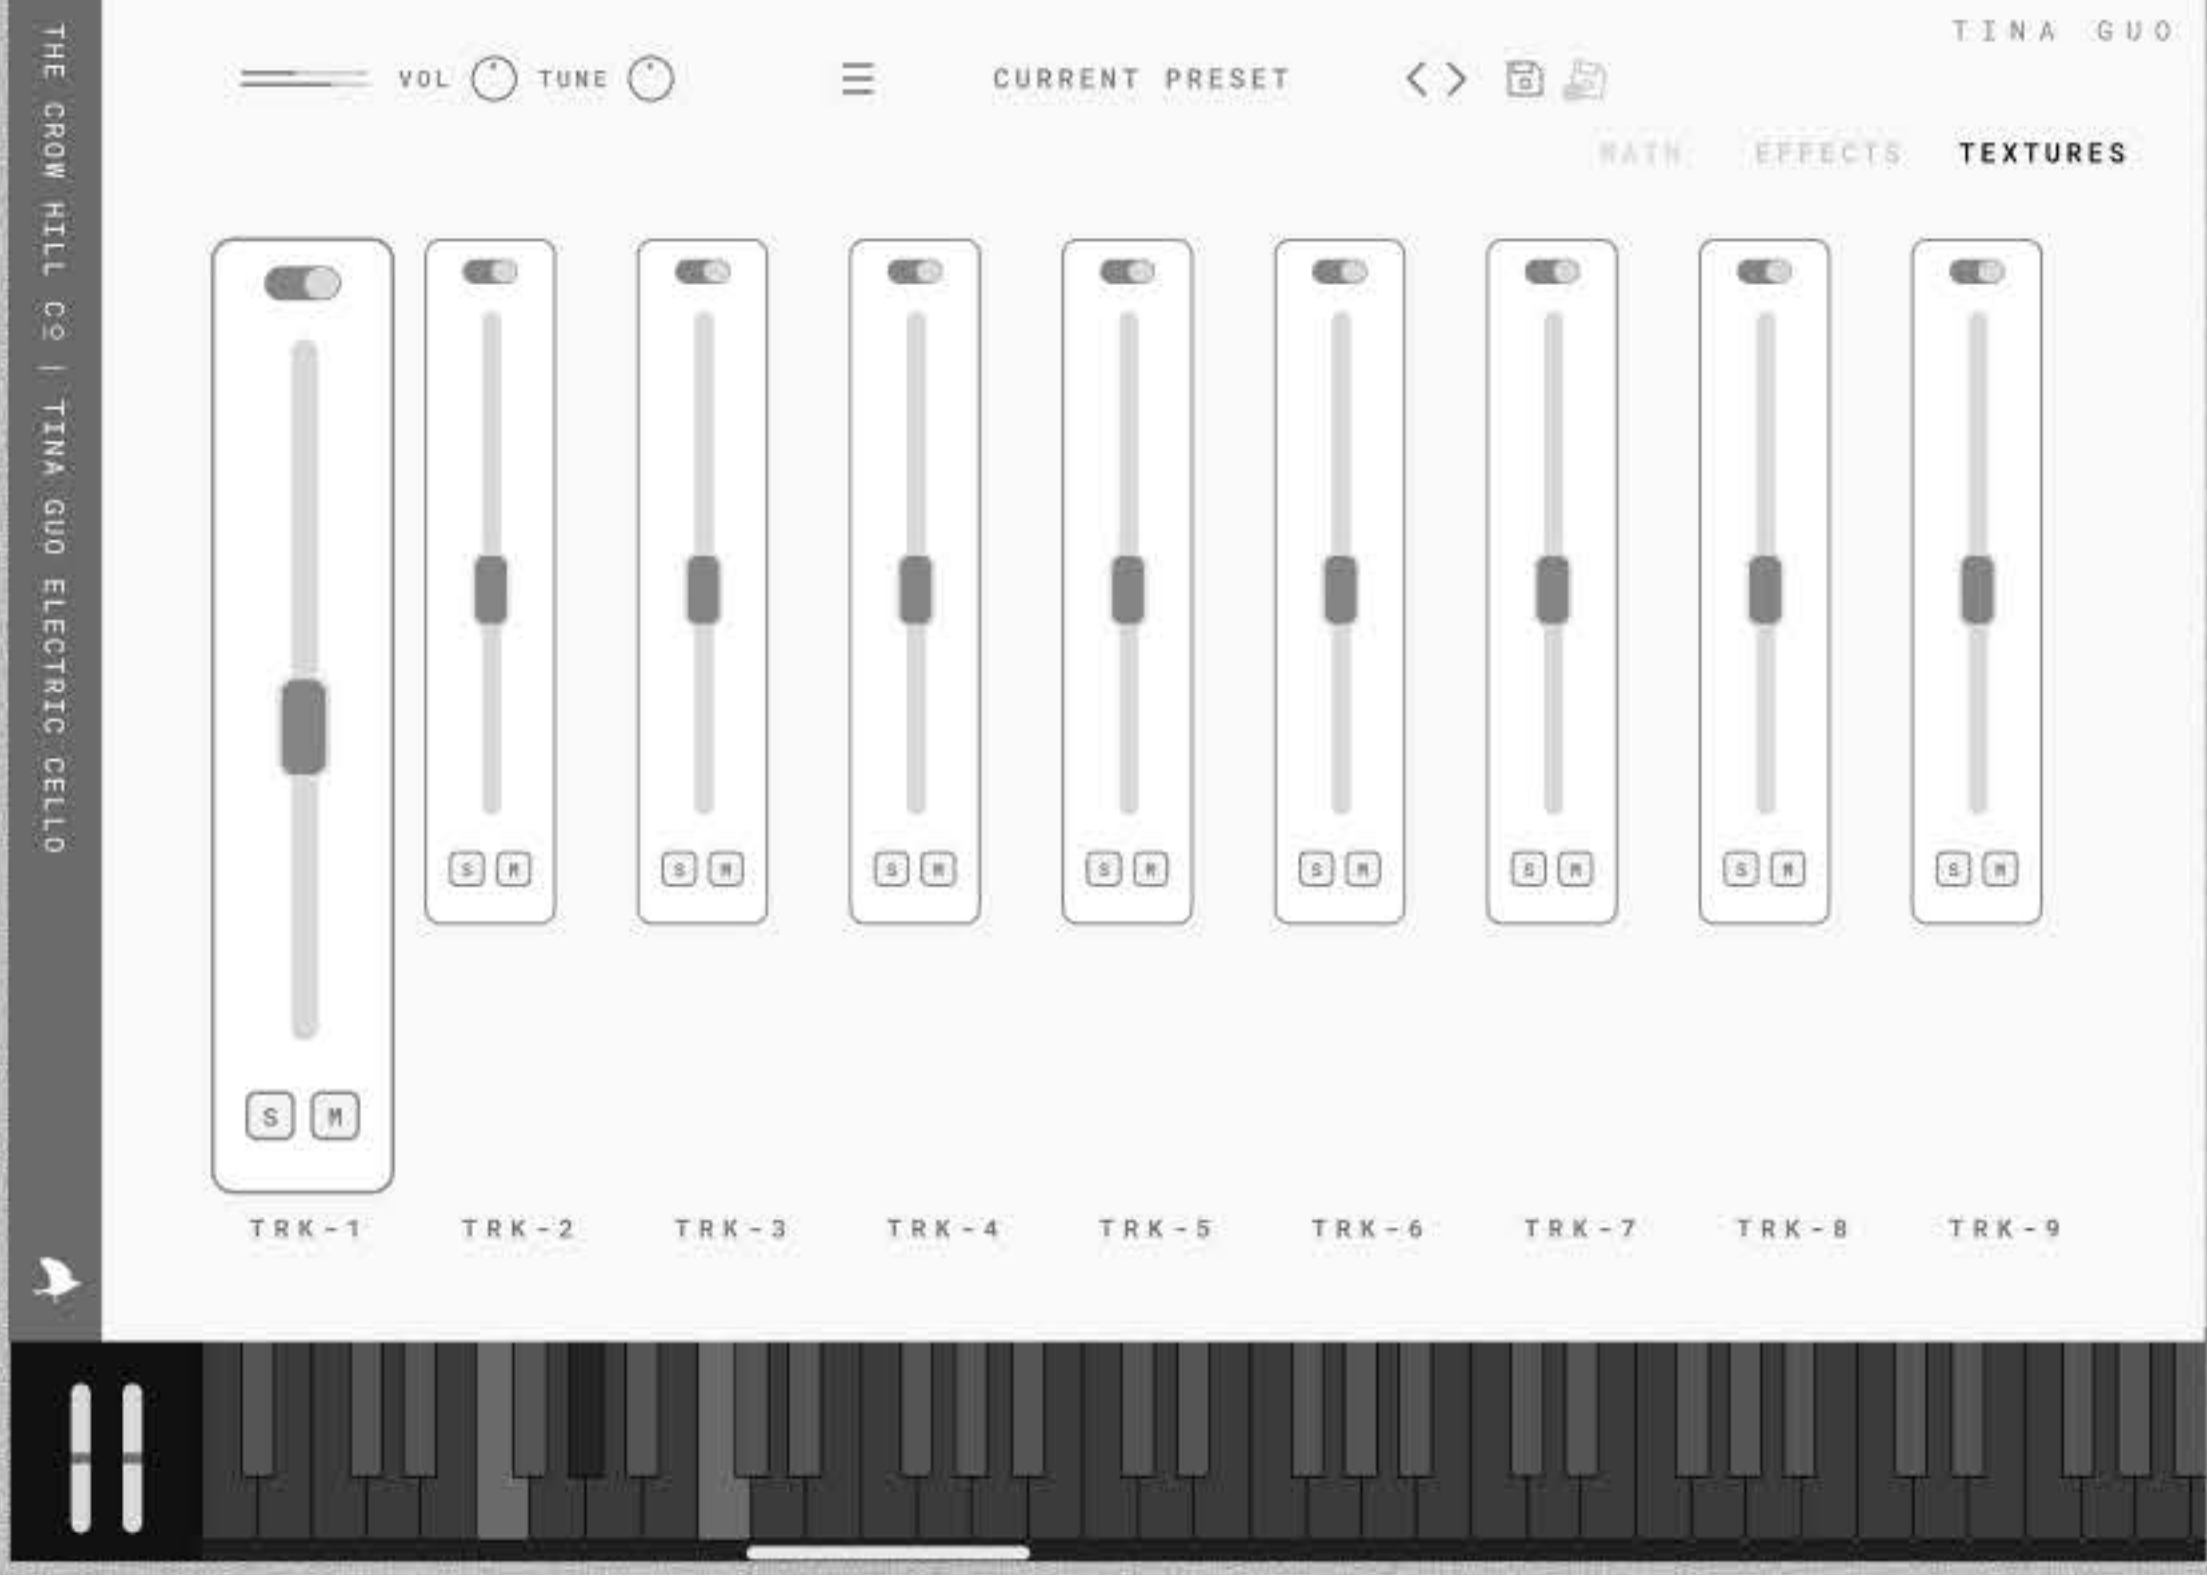 THE CROW HILL Cº | TINA GUO ELECTRIC CELLO
TINA GUO
VOL TUNE CURRENT PRESET
MAIN EFFECTS TEXTURES
S M S M S M S M S M S M S M S M S M
TRK-1 TRK-2 TRK-3 TRK-4 TRK-5 TRK-6 TRK-7 TRK-8 TRK-9